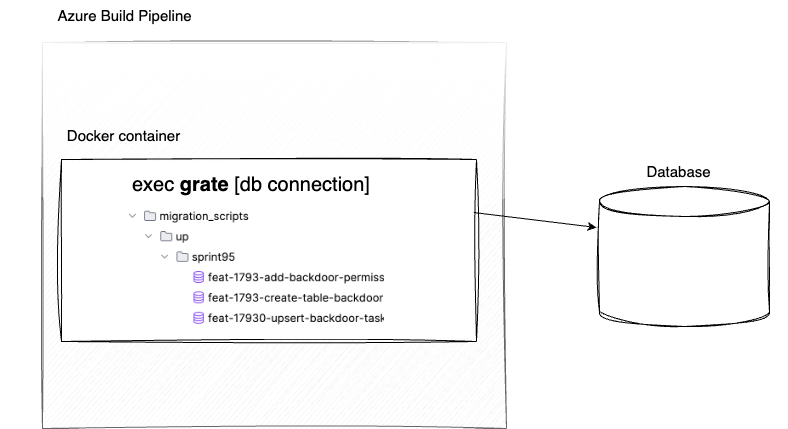 Azure Build Pipeline
Docker container
exec grate [db connection]
migration_scripts
up
sprint95
feat-1793-add-backdoor-permiss
feat-1793-create-table-backdoor
feat-17930-upsert-backdoor-task
Database